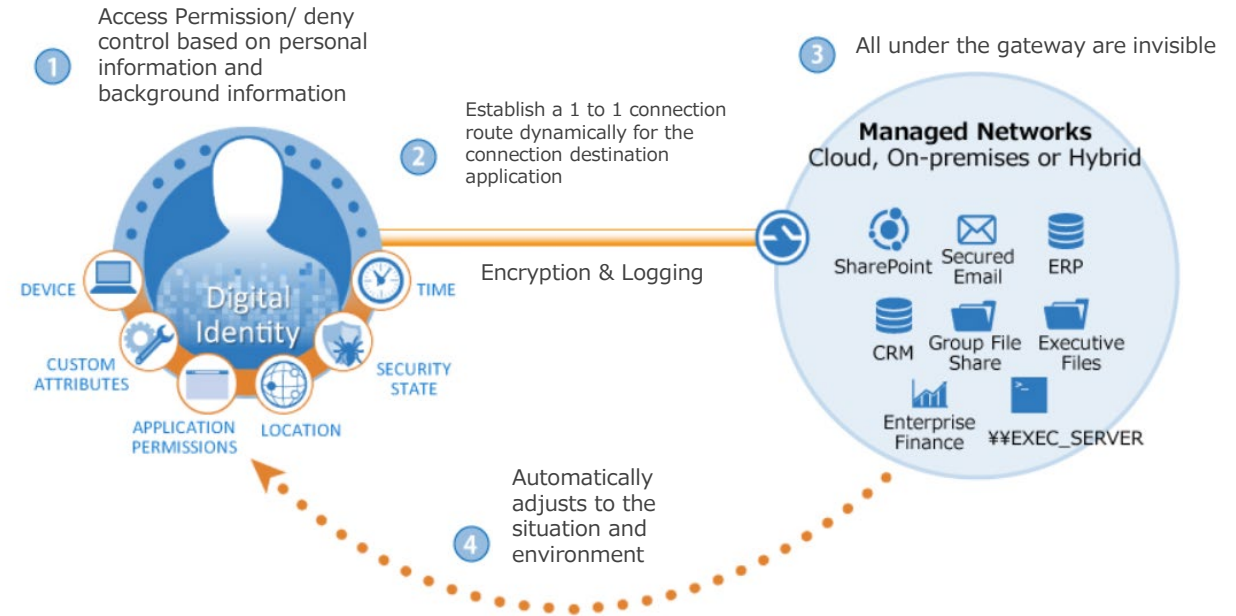 1
Access Permission/ deny
control based on personal
information and
background information
2
Establish a 1 to 1 connection
route dynamically for the
connection destination
application
3
All under the gateway are invisible
Managed Networks
Cloud, On-premises or Hybrid
SharePoint
Secured
Email
ERP
CRM
Group File
Share
Executive
Files
Enterprise
Finance
>_
¥¥EXEC_SERVER
Encryption & Logging
Digital
Identity
DEVICE
CUSTOM
ATTRIBUTES
APPLICATION
PERMISSIONS
LOCATION
SECURITY
STATE
TIME
4
Automatically
adjusts to the
situation and
environment